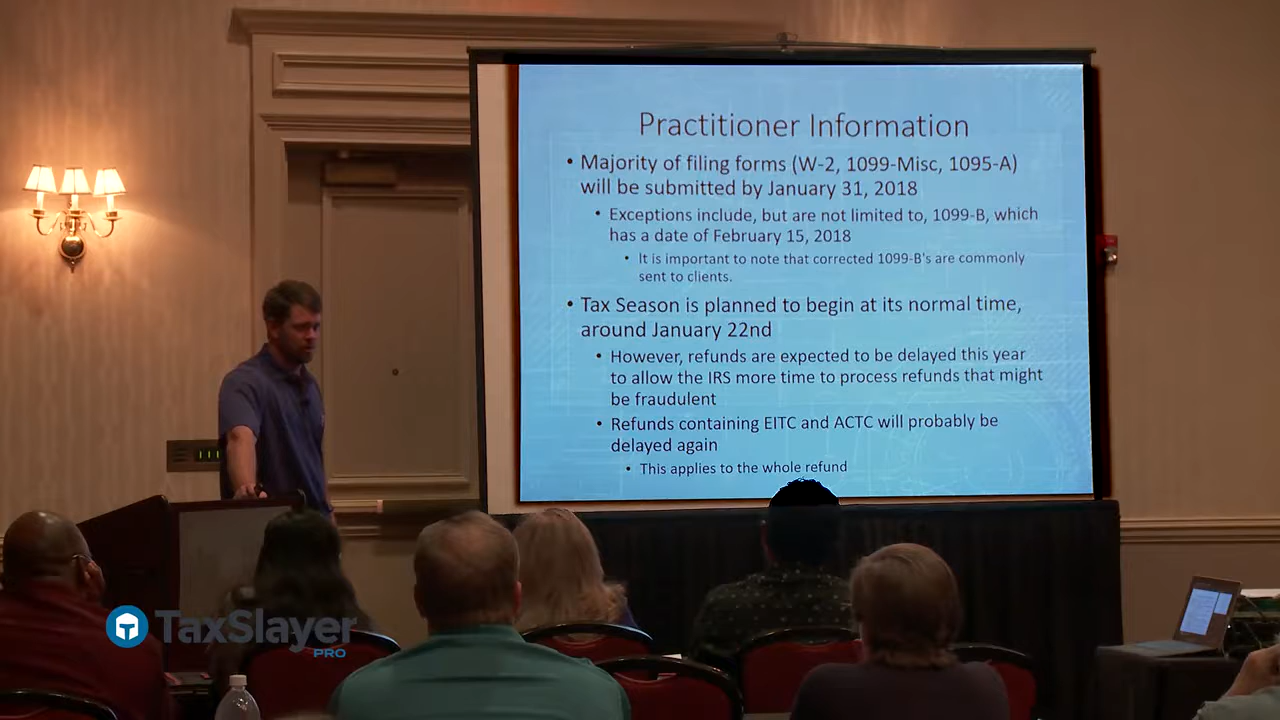 Practitioner Information
• Majority of filing forms (W-2, 1099-Misc, 1095-A)
will be submitted by January 31, 2018
• Exceptions include, but are not limited to, 1099-B, which
has a date of February 15, 2018
• It is important to note that corrected 1099-B's are commonly
sent to clients.
• Tax Season is planned to begin at its normal time,
around January 22nd
• However, refunds are expected to be delayed this year
to allow the IRS more time to process refunds that might
be fraudulent
• Refunds containing EITC and ACTC will probably be
delayed again
• This applies to the whole refund
TaxSlayer
PRO